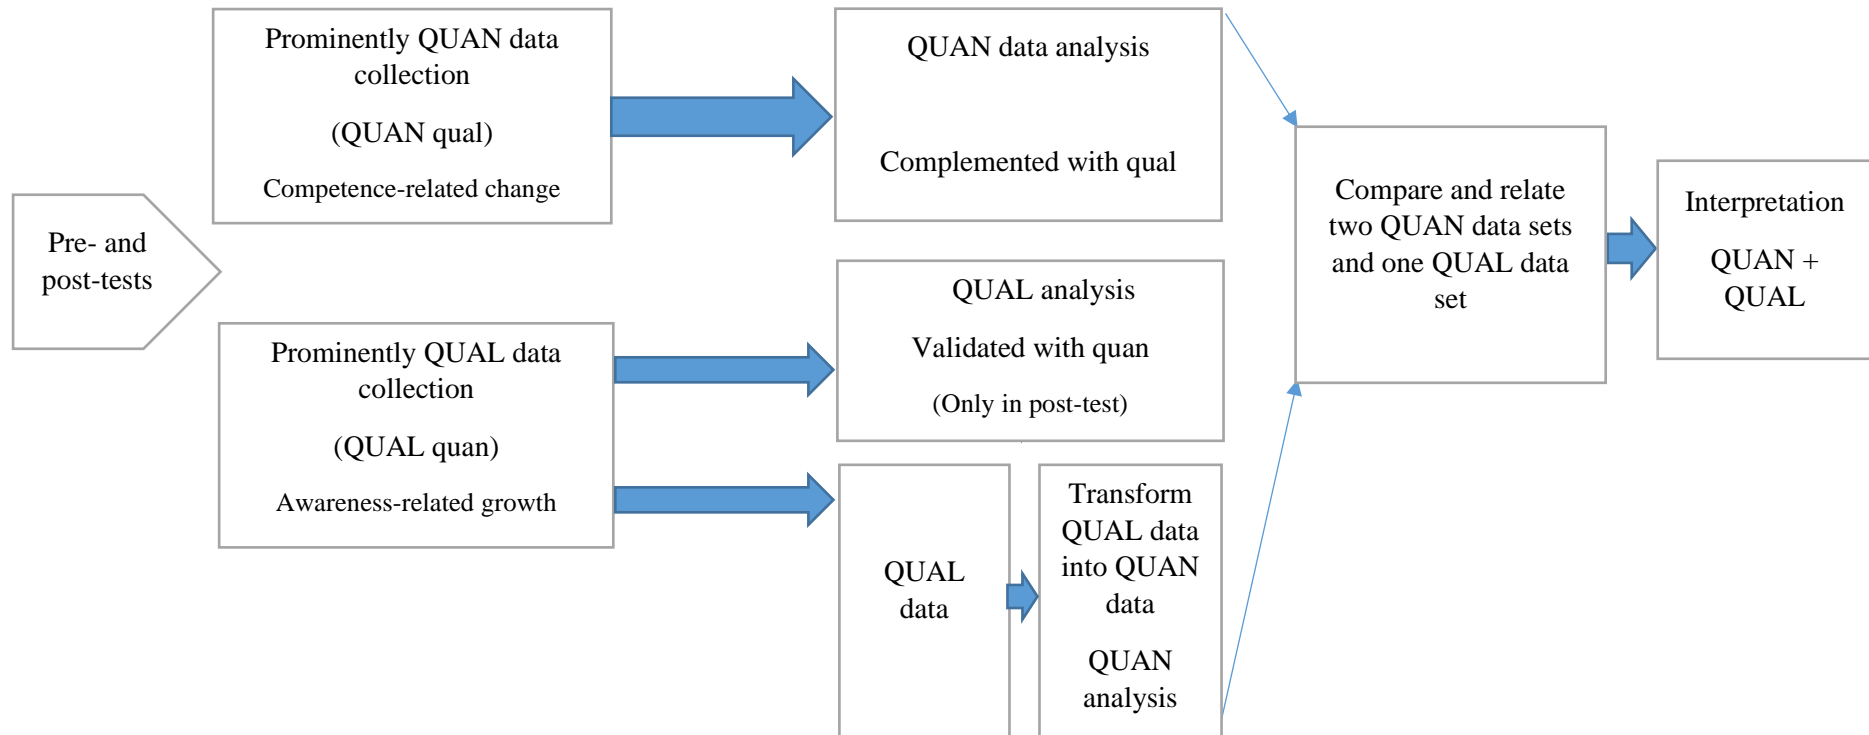 Pre- and
post-tests
Prominently QUAN data
collection
(QUAN qual)
Competence-related change
Prominently QUAL data
collection
(QUAL quan)
Awareness-related growth
QUAN data analysis
Complemented with qual
QUAL analysis
Validated with quan
(Only in post-test)
QUAL
data
Transform
QUAL data
into QUAN
data
QUAN
analysis
Compare and relate
two QUAN data sets
and one QUAL data
set
Interpretation
QUAN +
QUAL